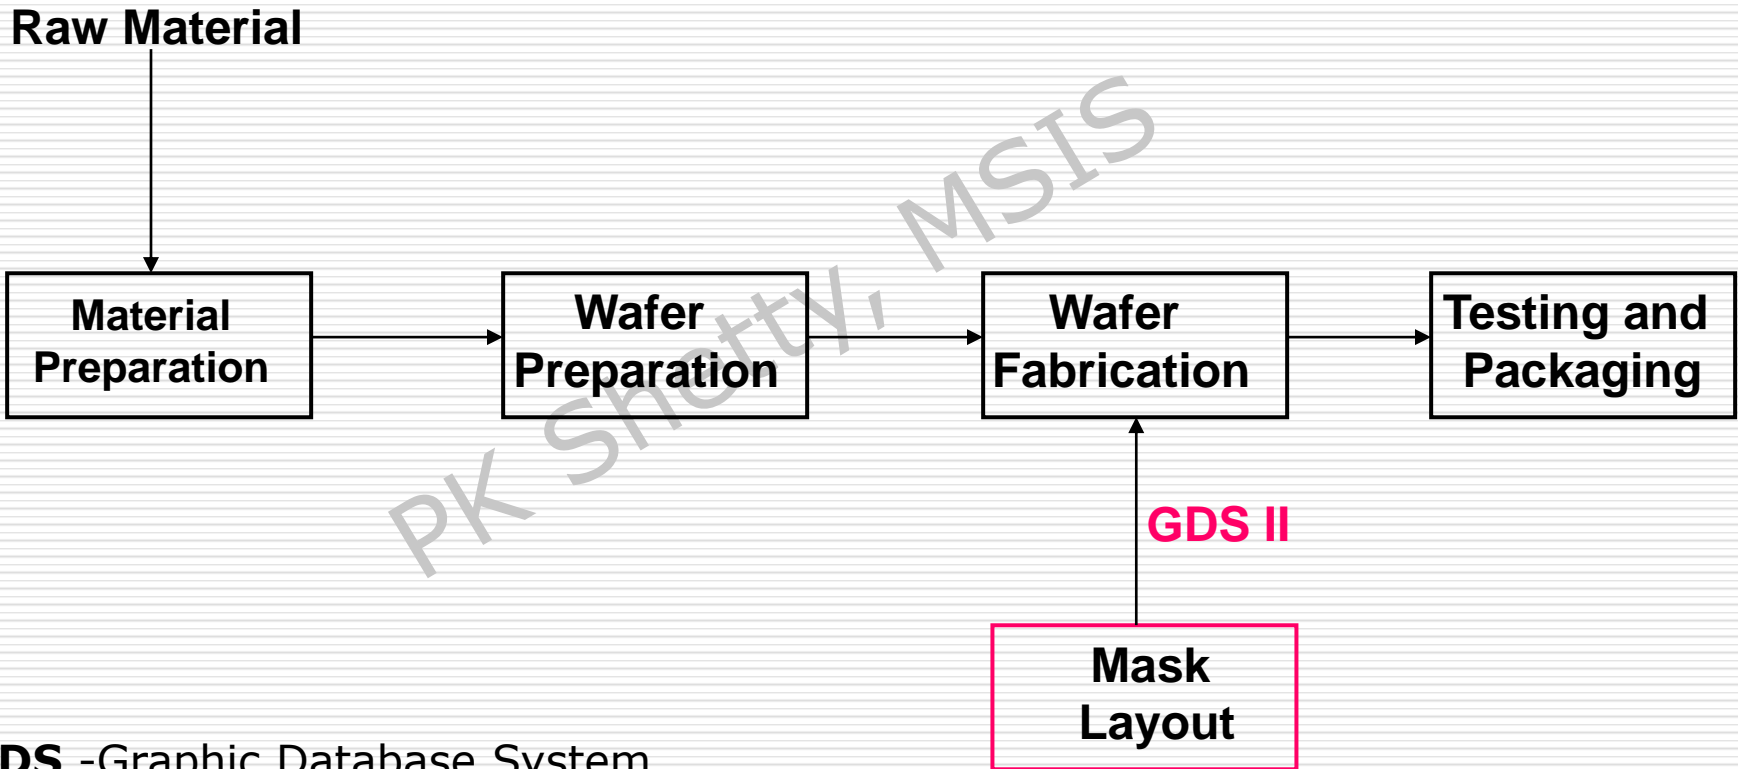 Raw Material
Material
Preparation
Wafer
Preparation
Wafer
Fabrication
Testing and
Packaging
PK Shetty, MSIS
GDS II
Mask
Layout
DS -Graphic Database System